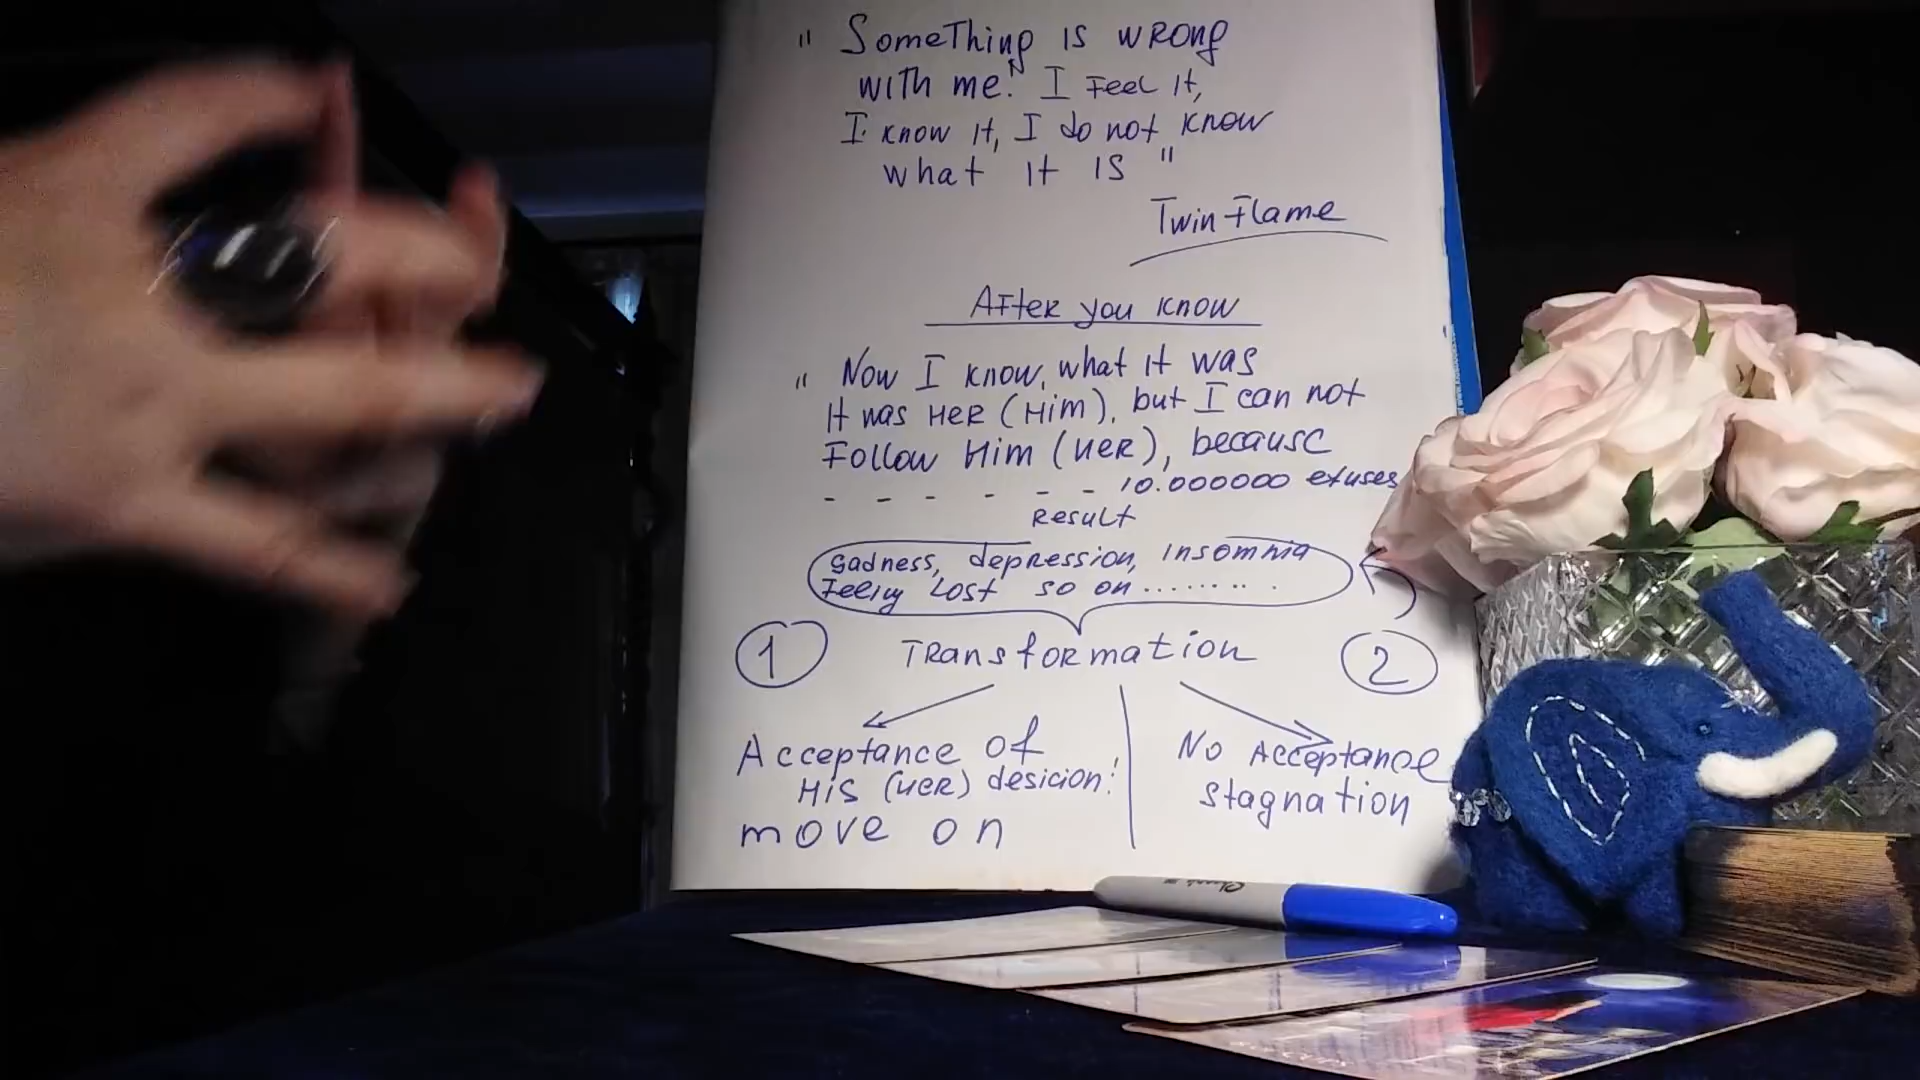 " Something is wrong
with me! I feel it,
I know it, I do not know
what it is "
Twin Flame
After you know
" Now I know, what it was
It was Her (Him), but I can not
Follow Him (Her), because
- - - - - - 10.000000 exuses
Result
sadness, depression, insomnia
Feeling Lost so on .........
1 Transformation 2
Acceptance of
His (Her) desicion!
move on
No Acceptance
stagnation